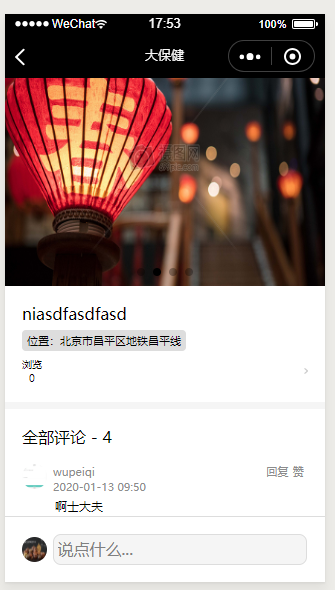 WeChat 17:53 100%
大保健
niasdfasdfasd
位置：北京市昌平区地铁昌平线
浏览
0
全部评论 - 4
wupeiqi 回复 赞
2020-01-13 09:50
啊士大夫
说点什么...